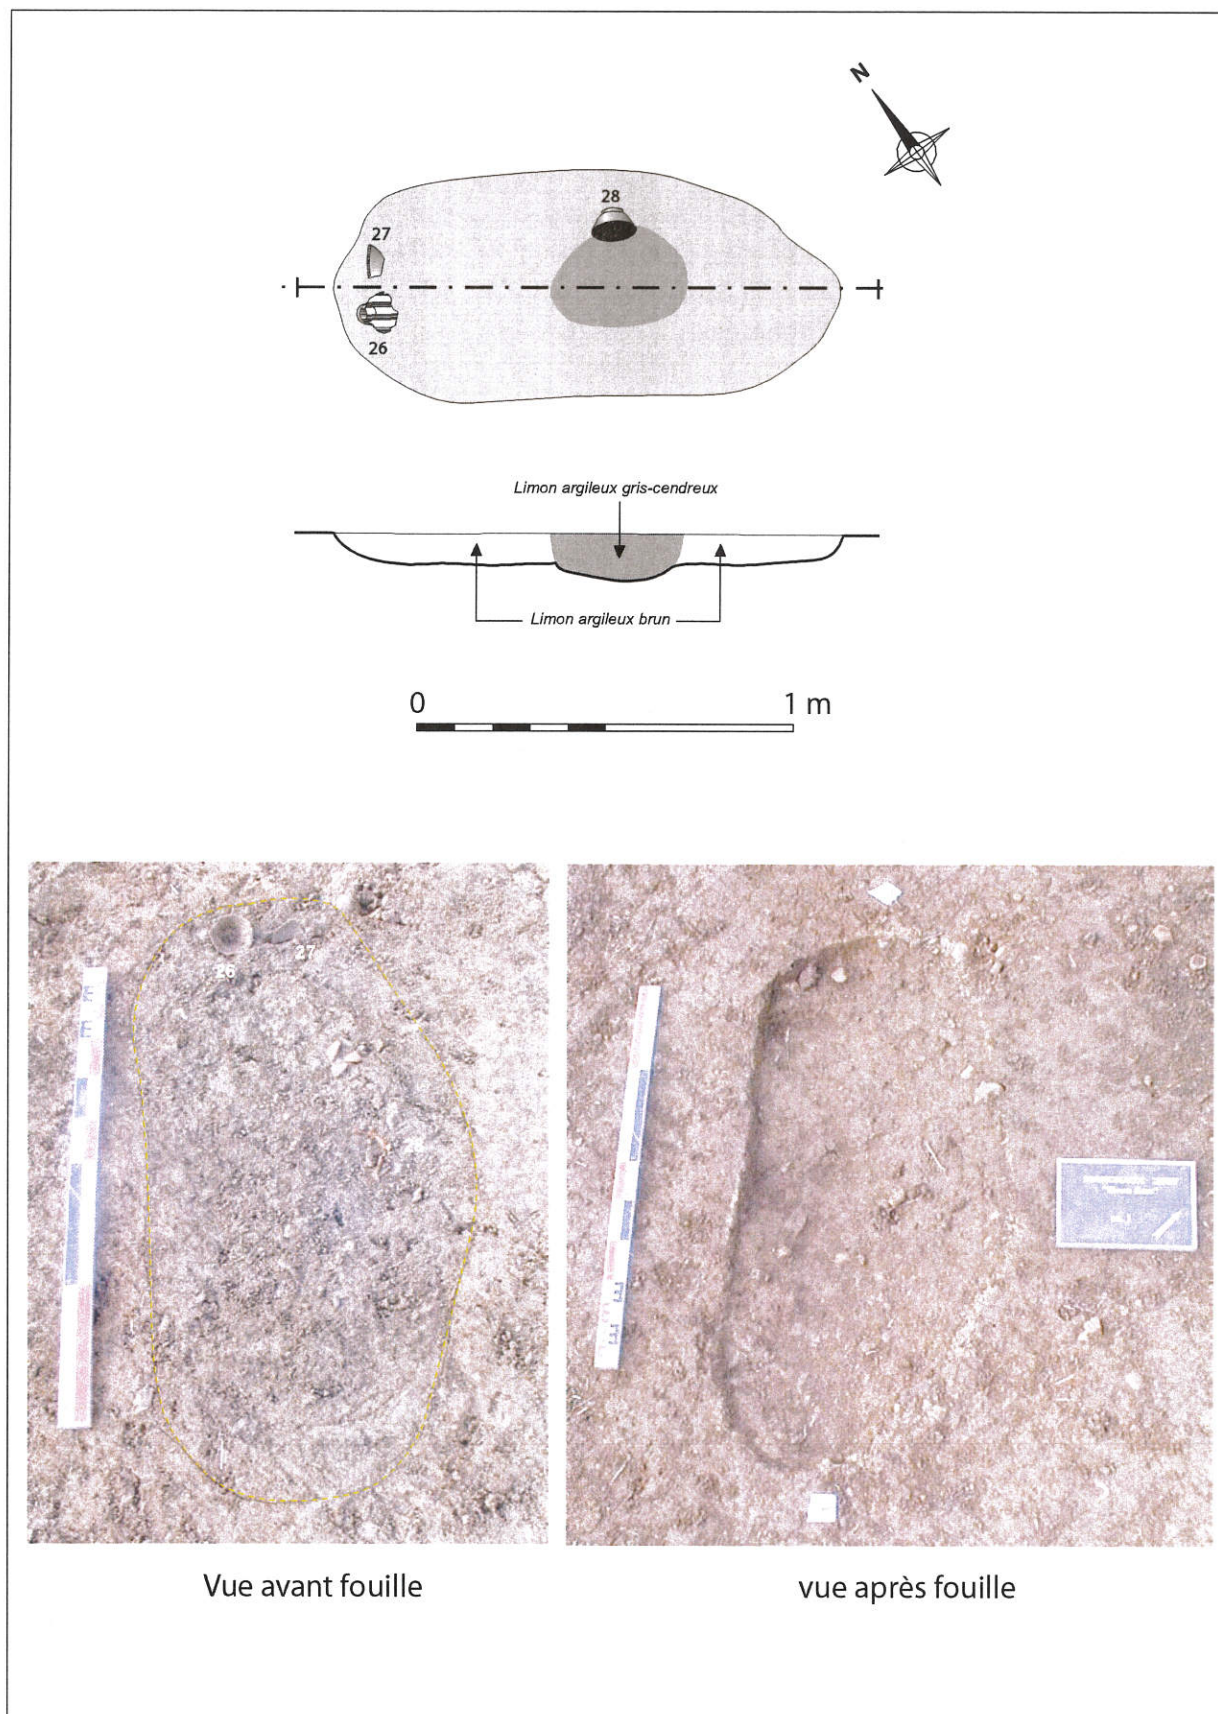 N
28
27
26
Limon argileux gris-cendreux
Limon argileux brun
0 1 m
26
27
Vue avant fouille
vue après fouille